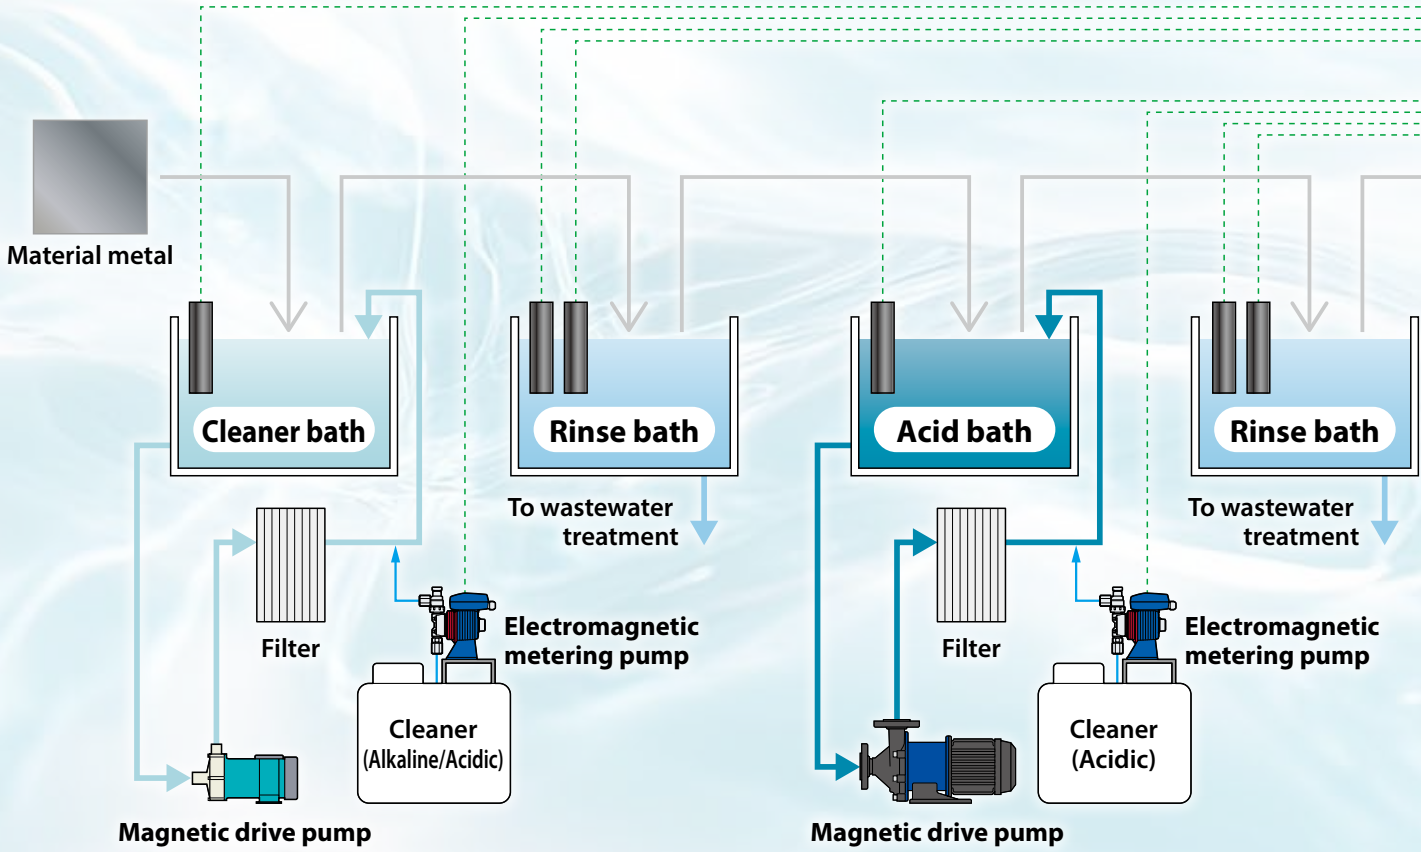 Material metal
Cleaner bath
Rinse bath
Acid bath
Rinse bath
To wastewater
treatment
To wastewater
treatment
Filter
Electromagnetic
metering pump
Filter
Electromagnetic
metering pump
Cleaner
(Alkaline/Acidic)
Cleaner
(Acidic)
Magnetic drive pump
Magnetic drive pump